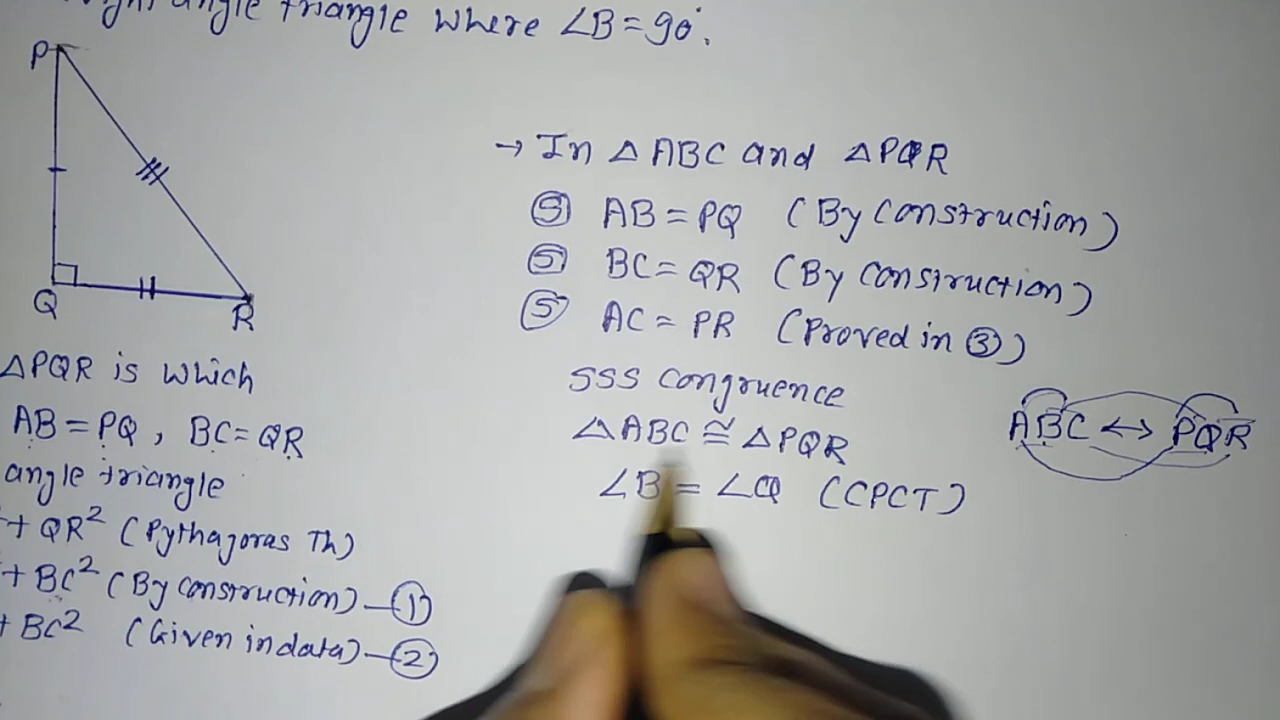 right angle triangle where ∠B=90°.
P
Q
R
△PQR is which
AB=PQ, BC=QR
angle triangle
+ QR² (Pythagoras Th)
+ BC² (By construction) —①
+ BC² (Given in data) —②
→ In △ABC and △PQR
Ⓢ AB=PQ (By construction)
Ⓢ BC=QR (By construction)
Ⓢ AC=PR (Proved in ③)
SSS congruence
△ABC ≅ △PQR
∠B = ∠Q (CPCT)
ABC ↔ PQR